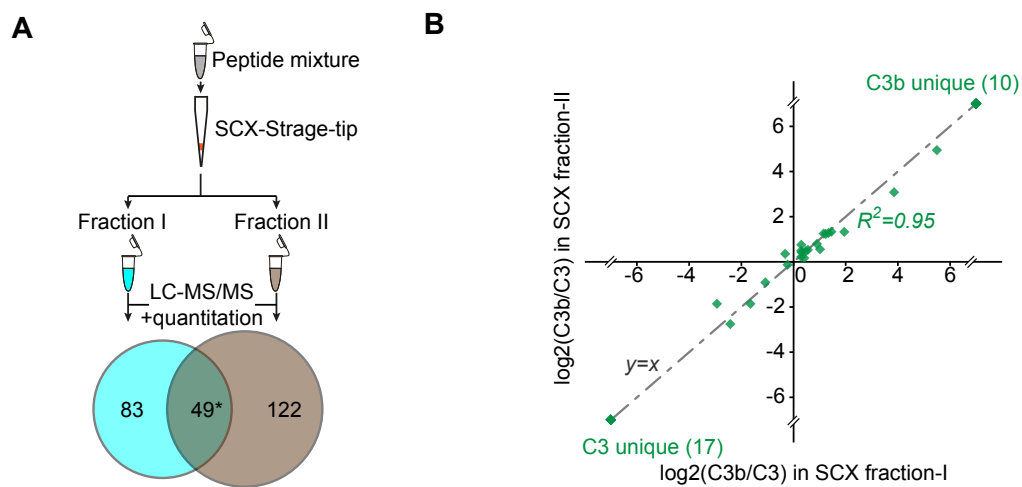 A
Peptide mixture
SCX-Strage-tip
Fraction I
Fraction II
LC-MS/MS
+quantitation
83
49*
122
B
C3b unique (10)
log2(C3b/C3) in SCX fraction-II
6
4
2
R²=0.95
-6
-4
-2
0
2
4
6
-2
-4
-6
y=x
C3 unique (17)
log2(C3b/C3) in SCX fraction-I